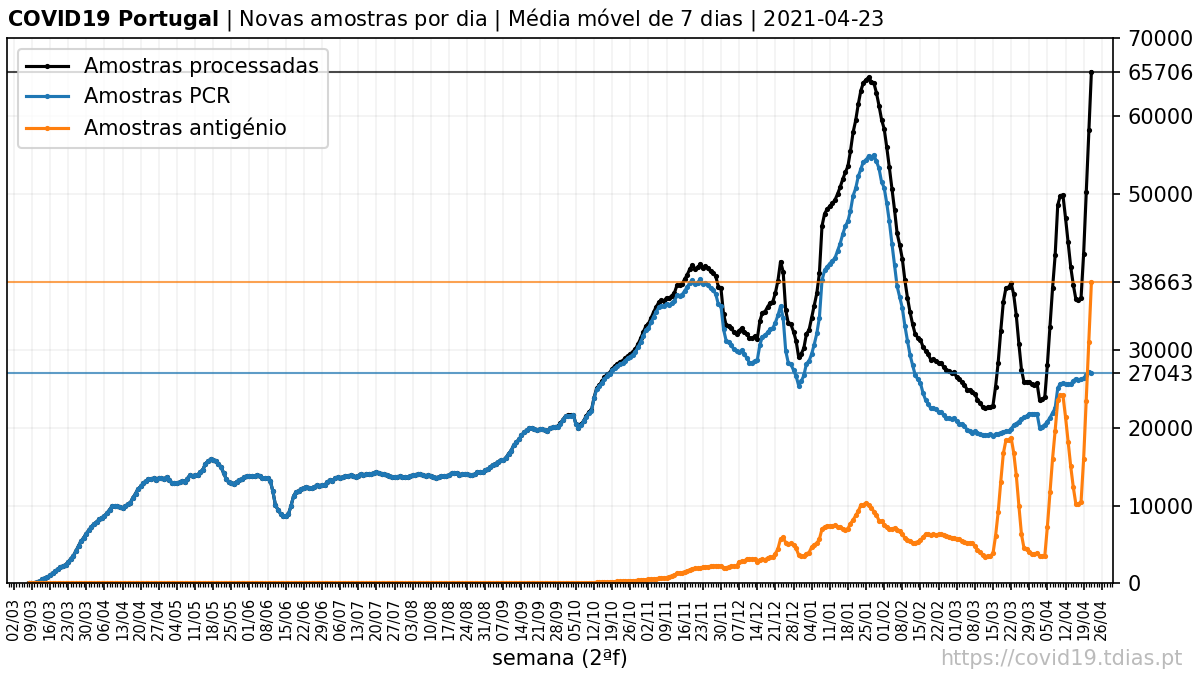 COVID19 Portugal | Novas amostras por dia | Média móvel de 7 dias | 2021-04-23
Amostras processadas
Amostras PCR
Amostras antigénio
70000
65706
60000
50000
38663
30000
27043
20000
10000
0
02/03 09/03 16/03 23/03 30/03 06/04 13/04 20/04 27/04 04/05 11/05 18/05 25/05 01/06 08/06 15/06 22/06 29/06 06/07 13/07 20/07 27/07 03/08 10/08 17/08 24/08 31/08 07/09 14/09 21/09 28/09 05/10 12/10 19/10 26/10 02/11 09/11 16/11 23/11 30/11 07/12 14/12 21/12 28/12 04/01 11/01 18/01 25/01 01/02 08/02 15/02 22/02 01/03 08/03 15/03 22/03 29/03 05/04 12/04 19/04 26/04
semana (2ªf)
https://covid19.tdias.pt